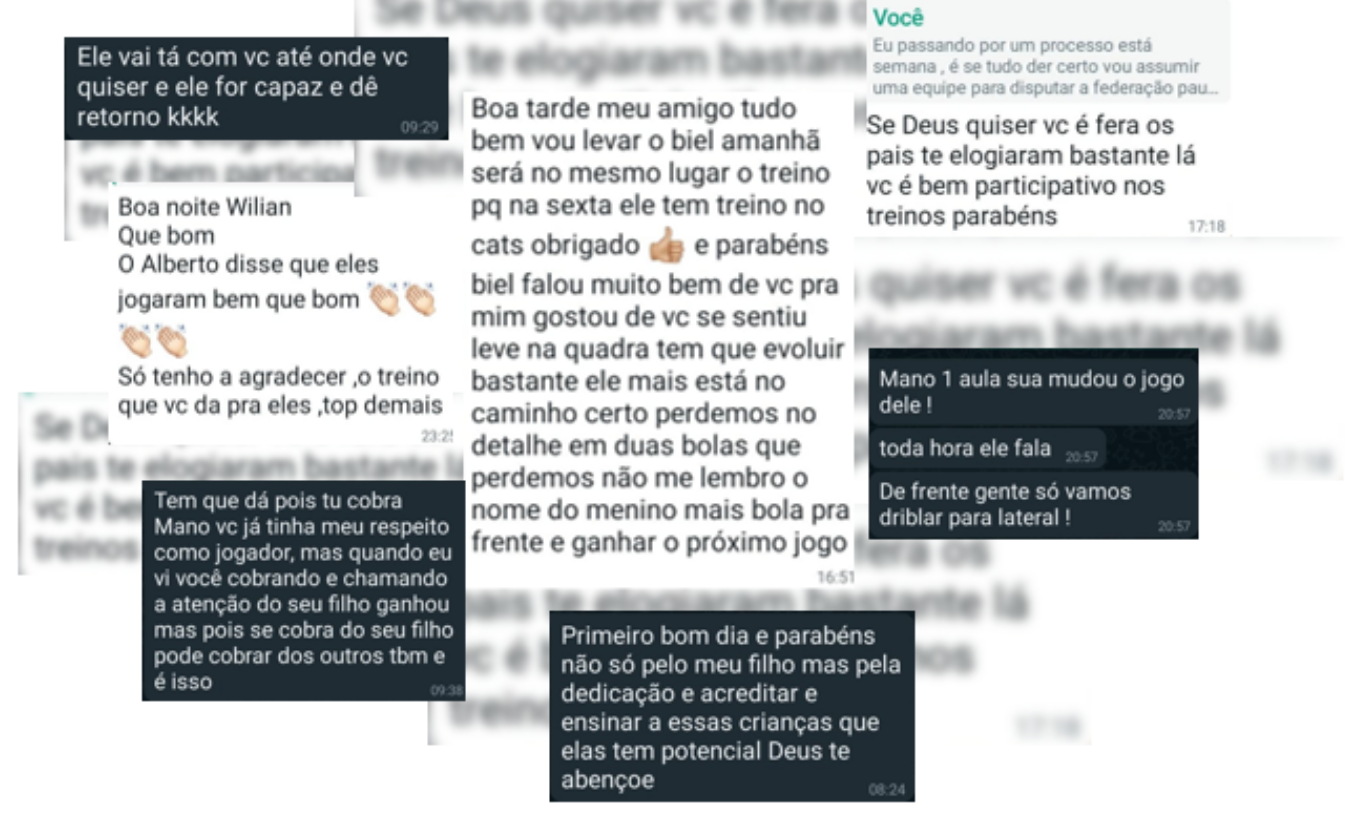 Ele vai tá com vc até onde vc
quiser e ele for capaz e dê
retorno kkkk
09:29
Boa noite Wilian
Que bom
O Alberto disse que eles
jogaram bem que bom 👏🏻👏🏻
👏🏻👏🏻
Só tenho a agradecer ,o treino
que vc da pra eles ,top demais
Tem que dá pois tu cobra
Mano vc já tinha meu respeito
como jogador, mas quando eu
vi você cobrando e chamando
a atenção do seu filho ganhou
mas pois se cobra do seu filho
pode cobrar dos outros tbm e
é isso
09:38
Boa tarde meu amigo tudo
bem vou levar o biel amanhã
será no mesmo lugar o treino
pq na sexta ele tem treino no
cats obrigado 👍🏼 e parabéns
biel falou muito bem de vc pra
mim gostou de vc se sentiu
leve na quadra tem que evoluir
bastante ele mais está no
caminho certo perdemos no
detalhe em duas bolas que
perdemos não me lembro o
nome do menino mais bola pra
frente e ganhar o próximo jogo
16:51
Primeiro bom dia e parabéns
não só pelo meu filho mas pela
dedicação e acreditar e
ensinar a essas crianças que
elas tem potencial Deus te
abençoe
08:24
Você
Eu passando por um processo está
semana , é se tudo der certo vou assumir
uma equipe para disputar a federação pau...
Se Deus quiser vc é fera os
pais te elogiaram bastante lá
vc é bem participativo nos
treinos parabéns
17:18
Mano 1 aula sua mudou o jogo
dele !
20:57
toda hora ele fala
20:57
De frente gente só vamos
driblar para lateral !
20:57